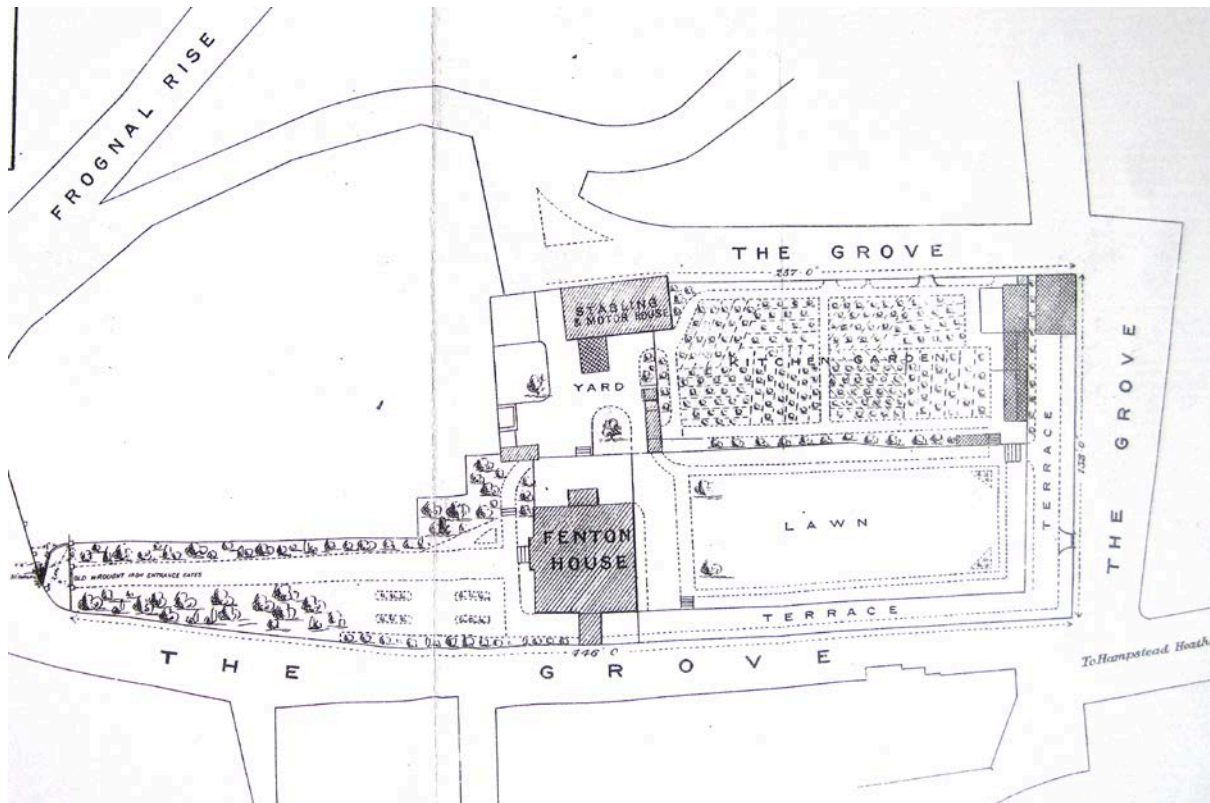 FROGNAL RISE
THE GROVE
237' 0"
STABLING
& MOTOR HOUSE
KITCHEN GARDEN
YARD
TERRACE
THE GROVE
LAWN
FENTON
HOUSE
OLD WROUGHT IRON ENTRANCE GATES
TERRACE
446' 0
THE GROVE
To Hampstead Heath